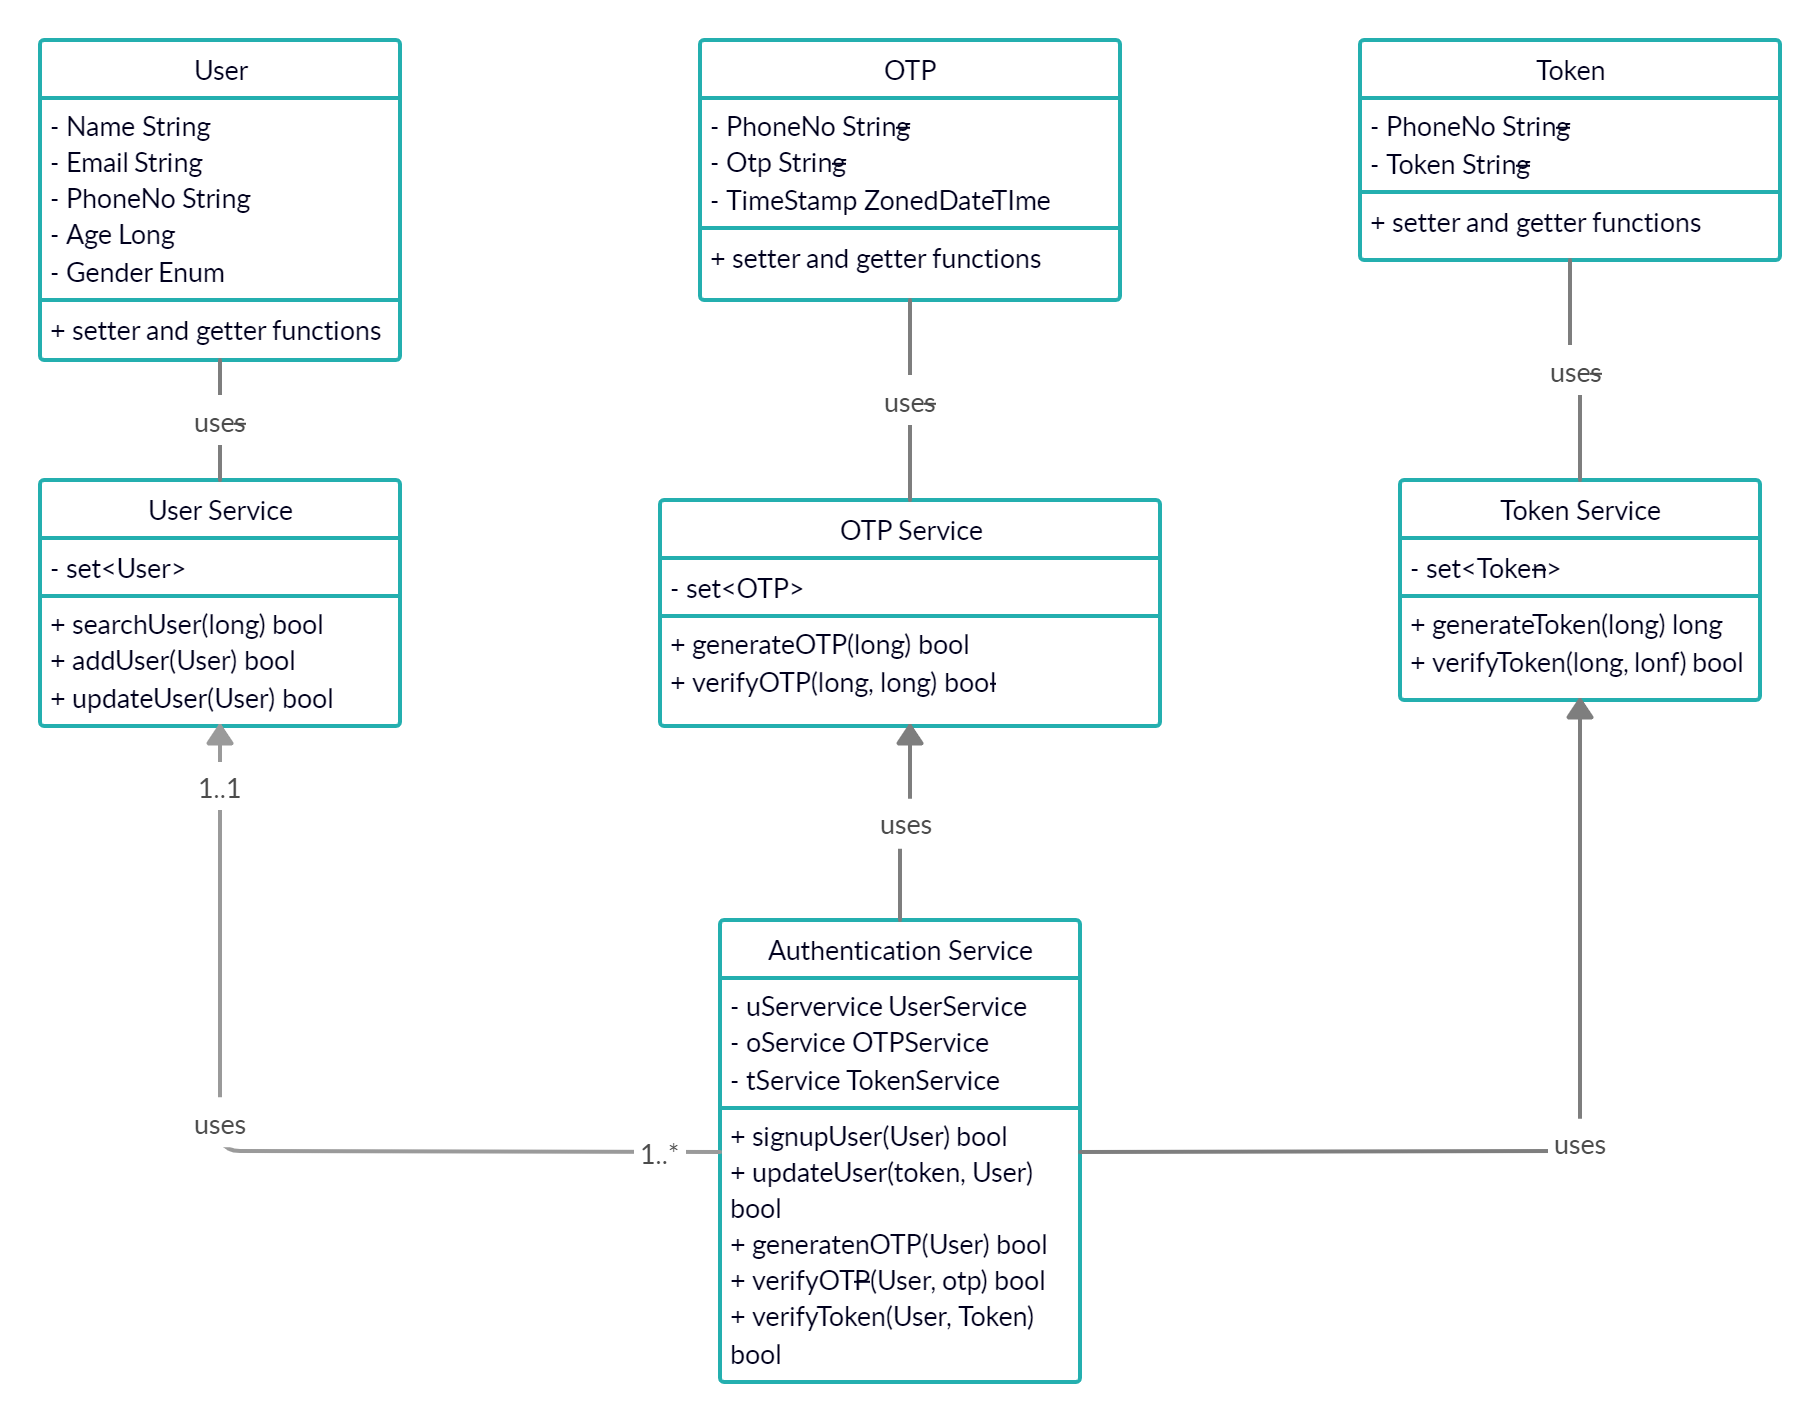 User
- Name String
- Email String
- PhoneNo String
- Age Long
- Gender Enum
+ setter and getter functions
uses
User Service
- set<User>
+ searchUser(long) bool
+ addUser(User) bool
+ updateUser(User) bool
1..1
uses
1..*
OTP
- PhoneNo String
- Otp String
- TimeStamp ZonedDateTIme
+ setter and getter functions
uses
OTP Service
- set<OTP>
+ generateOTP(long) bool
+ verifyOTP(long, long) bool
uses
Authentication Service
- uServervice UserService
- oService OTPService
- tService TokenService
+ signupUser(User) bool
+ updateUser(token, User)
bool
+ generatenOTP(User) bool
+ verifyOTP(User, otp) bool
+ verifyToken(User, Token)
bool
Token
- PhoneNo String
- Token String
+ setter and getter functions
uses
Token Service
- set<Token>
+ generateToken(long) long
+ verifyToken(long, lonf) bool
uses